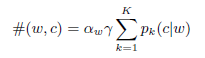 #(w, c) = α_w γ ∑_{k=1}^{K} p_k(c|w)